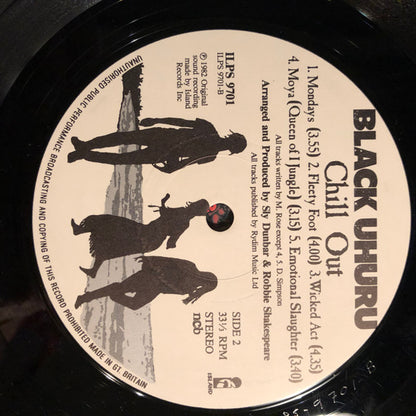 BLACK UHURU
Chill Out
1. Mondays (3.55) 2. Fleety Foot (4.00) 3. Wicked Act (4.35)
4. Moya (Queen of I Jungle) (3.15) 5. Emotional Slaughter (3.40)
Arranged and Produced by Sly Dunbar & Robbie Shakespeare
All tracks written by M. Rose except 4, 5. D. Simpson
All tracks published by Rydim Music Ltd
ILPS 9701
ILPS 9701-B
℗ 1982 Original
sound recording
made by Island
Records Inc
SIDE 2
33⅓ RPM
STEREO
ncb
ISLAND
UNAUTHORISED PUBLIC PERFORMANCE BROADCASTING AND COPYING OF THIS RECORD PROHIBITED MADE IN GT. BRITAIN